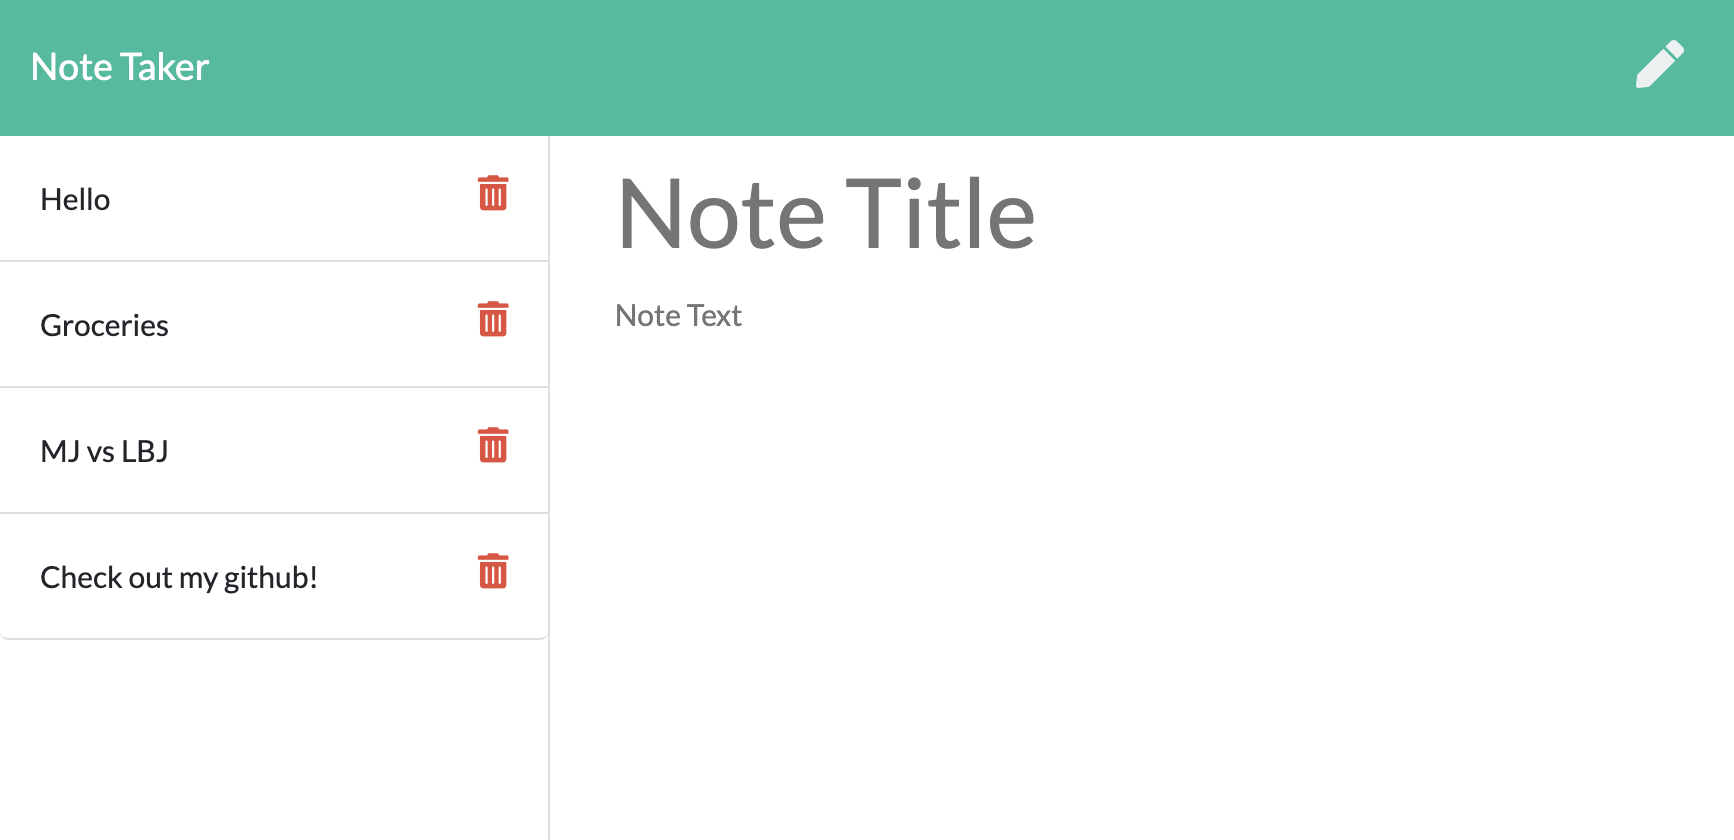 Note Taker
Hello
Groceries
MJ vs LBJ
Check out my github!
Note Title
Note Text